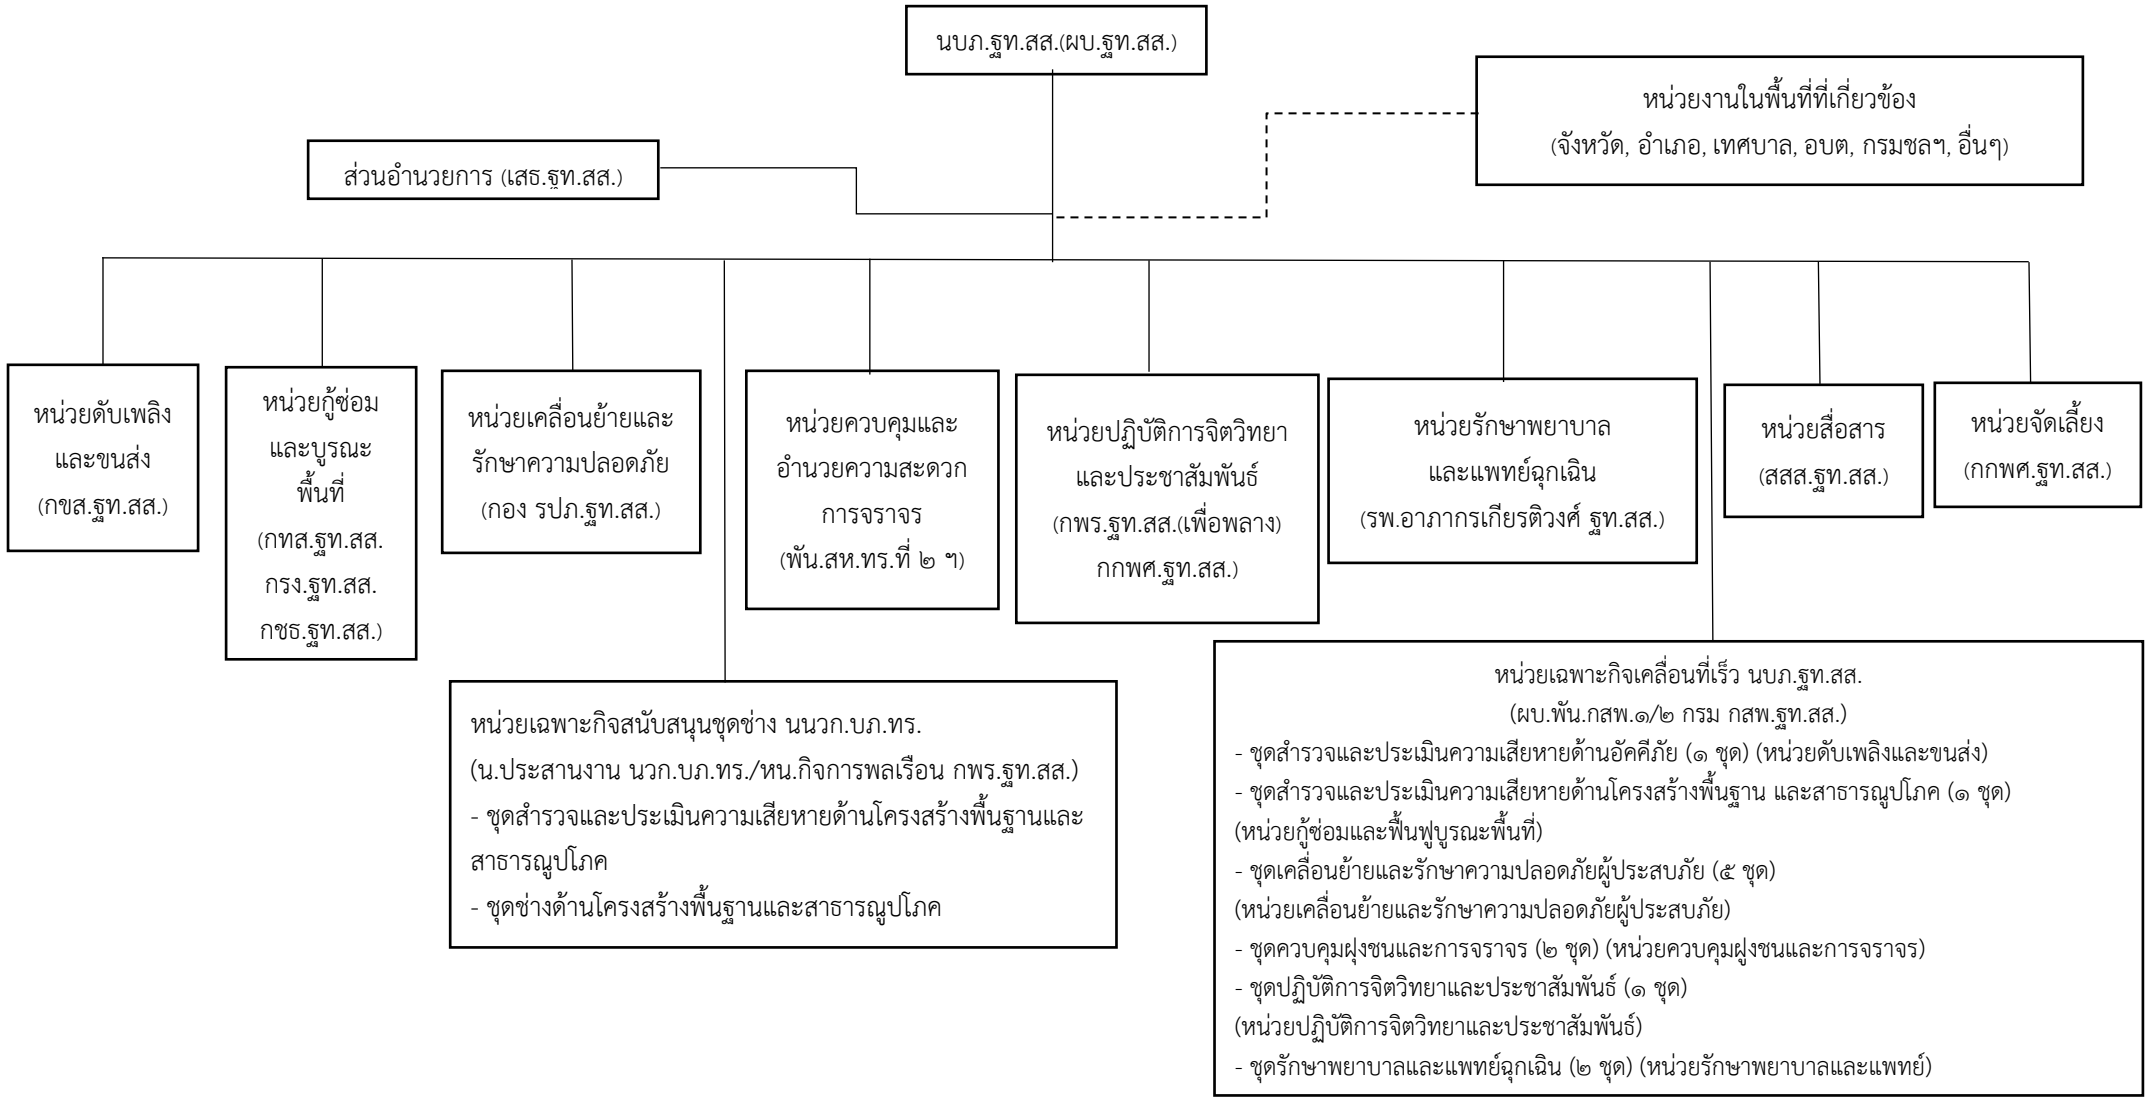 นบภ.ฐท.สส.(ผบ.ฐท.สส.)
หน่วยงานในพื้นที่ที่เกี่ยวข้อง
(จังหวัด, อำเภอ, เทศบาล, อบต, กรมชลฯ, อื่นๆ)
ส่วนอำนวยการ (เสธ.ฐท.สส.)
หน่วยดับเพลิง
และขนส่ง
(กขส.ฐท.สส.)
หน่วยกู้ซ่อม
และบูรณะ
พื้นที่
(กทส.ฐท.สส.
กรง.ฐท.สส.
กชธ.ฐท.สส.)
หน่วยเคลื่อนย้ายและ
รักษาความปลอดภัย
(กอง รปภ.ฐท.สส.)
หน่วยควบคุมและ
อำนวยความสะดวก
การจราจร
(พัน.สห.ทร.ที่ ๒ ฯ)
หน่วยปฏิบัติการจิตวิทยา
และประชาสัมพันธ์
(กพร.ฐท.สส.(เพื่อพลาง)
กกพศ.ฐท.สส.)
หน่วยรักษาพยาบาล
และแพทย์ฉุกเฉิน
(รพ.อาภากรเกียรติวงศ์ ฐท.สส.)
หน่วยสื่อสาร
(สสส.ฐท.สส.)
หน่วยจัดเลี้ยง
(กกพศ.ฐท.สส.)
หน่วยเฉพาะกิจสนับสนุนชุดช่าง นนวก.บภ.ทร.
(น.ประสานงาน นวก.บภ.ทร./หน.กิจการพลเรือน กพร.ฐท.สส.)
- ชุดสำรวจและประเมินความเสียหายด้านโครงสร้างพื้นฐานและ
สาธารณูปโภค
- ชุดช่างด้านโครงสร้างพื้นฐานและสาธารณูปโภค
หน่วยเฉพาะกิจเคลื่อนที่เร็ว นบภ.ฐท.สส.
(ผบ.พัน.กสพ.๑/๒ กรม กสพ.ฐท.สส.)
- ชุดสำรวจและประเมินความเสียหายด้านอัคคีภัย (๑ ชุด) (หน่วยดับเพลิงและขนส่ง)
- ชุดสำรวจและประเมินความเสียหายด้านโครงสร้างพื้นฐาน และสาธารณูปโภค (๑ ชุด)
(หน่วยกู้ซ่อมและฟื้นฟูบูรณะพื้นที่)
- ชุดเคลื่อนย้ายและรักษาความปลอดภัยผู้ประสบภัย (๕ ชุด)
(หน่วยเคลื่อนย้ายและรักษาความปลอดภัยผู้ประสบภัย)
- ชุดควบคุมฝุงชนและการจราจร (๒ ชุด) (หน่วยควบคุมฝูงชนและการจราจร)
- ชุดปฏิบัติการจิตวิทยาและประชาสัมพันธ์ (๑ ชุด)
(หน่วยปฏิบัติการจิตวิทยาและประชาสัมพันธ์)
- ชุดรักษาพยาบาลและแพทย์ฉุกเฉิน (๒ ชุด) (หน่วยรักษาพยาบาลและแพทย์)